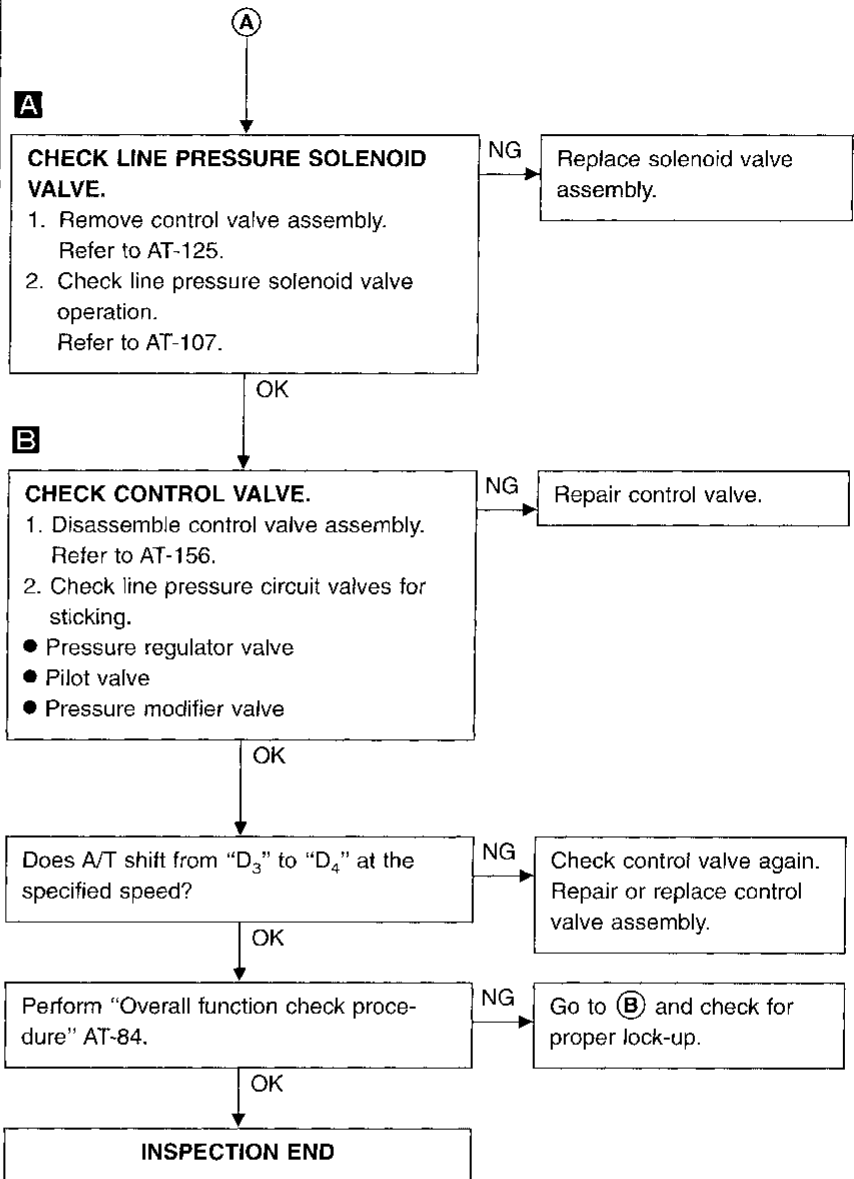 A
A
CHECK LINE PRESSURE SOLENOID
VALVE.
1. Remove control valve assembly.
Refer to AT-125.
2. Check line pressure solenoid valve
operation.
Refer to AT-107.
NG
Replace solenoid valve
assembly.
OK
B
CHECK CONTROL VALVE.
1. Disassemble control valve assembly.
Refer to AT-156.
2. Check line pressure circuit valves for
sticking.
● Pressure regulator valve
● Pilot valve
● Pressure modifier valve
NG
Repair control valve.
OK
Does A/T shift from “D₃” to “D₄” at the
specified speed?
NG
Check control valve again.
Repair or replace control
valve assembly.
OK
Perform “Overall function check proce-
dure” AT-84.
NG
Go to Ⓑ and check for
proper lock-up.
OK
INSPECTION END